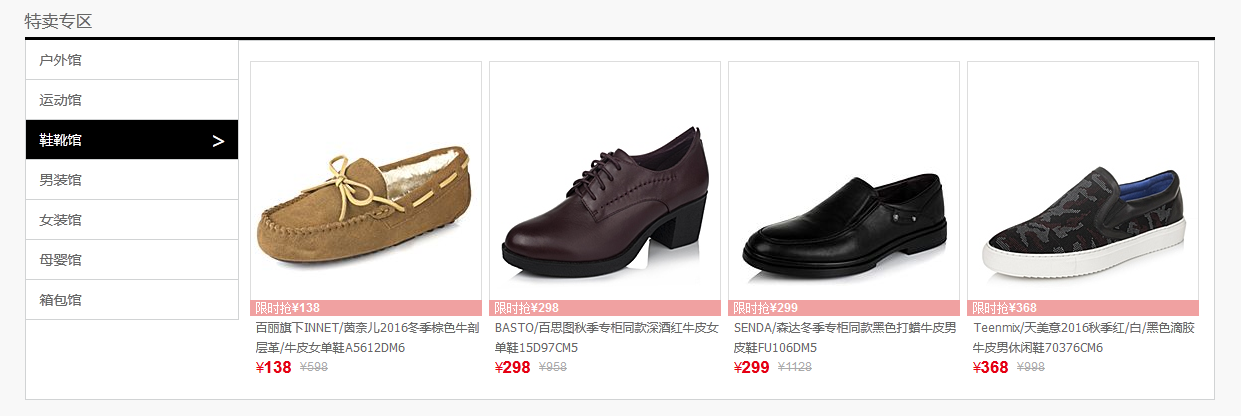 特卖专区
户外馆
运动馆
鞋靴馆 >
男装馆
女装馆
母婴馆
箱包馆
限时抢¥138
百丽旗下INNET/茵奈儿2016冬季棕色牛剖
层革/牛皮女单鞋A5612DM6
¥138 ¥598
限时抢¥298
BASTO/百思图秋季专柜同款深酒红牛皮女
单鞋15D97CM5
¥298 ¥958
限时抢¥299
SENDA/森达冬季专柜同款黑色打蜡牛皮男
皮鞋FU106DM5
¥299 ¥1128
限时抢¥368
Teenmix/天美意2016秋季红/白/黑色滴胶
牛皮男休闲鞋70376CM6
¥368 ¥998